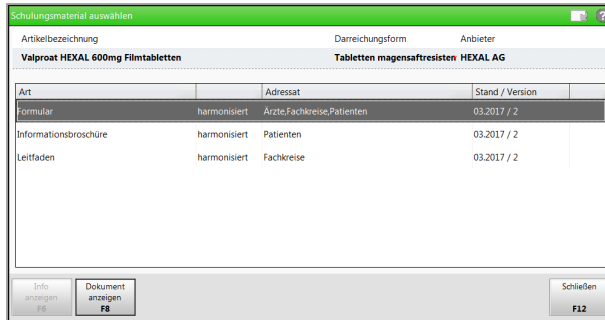 Schulungsmaterial auswählen
Artikelbezeichnung Darreichungsform Anbieter
Valproat HEXAL 600mg Filmtabletten Tabletten magensaftresisten HEXAL AG
Art Adressat Stand / Version
Formular harmonisiert Ärzte,Fachkreise,Patienten 03.2017 / 2
Informationsbroschüre harmonisiert Patienten 03.2017 / 2
Leitfaden harmonisiert Fachkreise 03.2017 / 2
Info Dokument Schließen
anzeigen anzeigen
F6 F8 F12